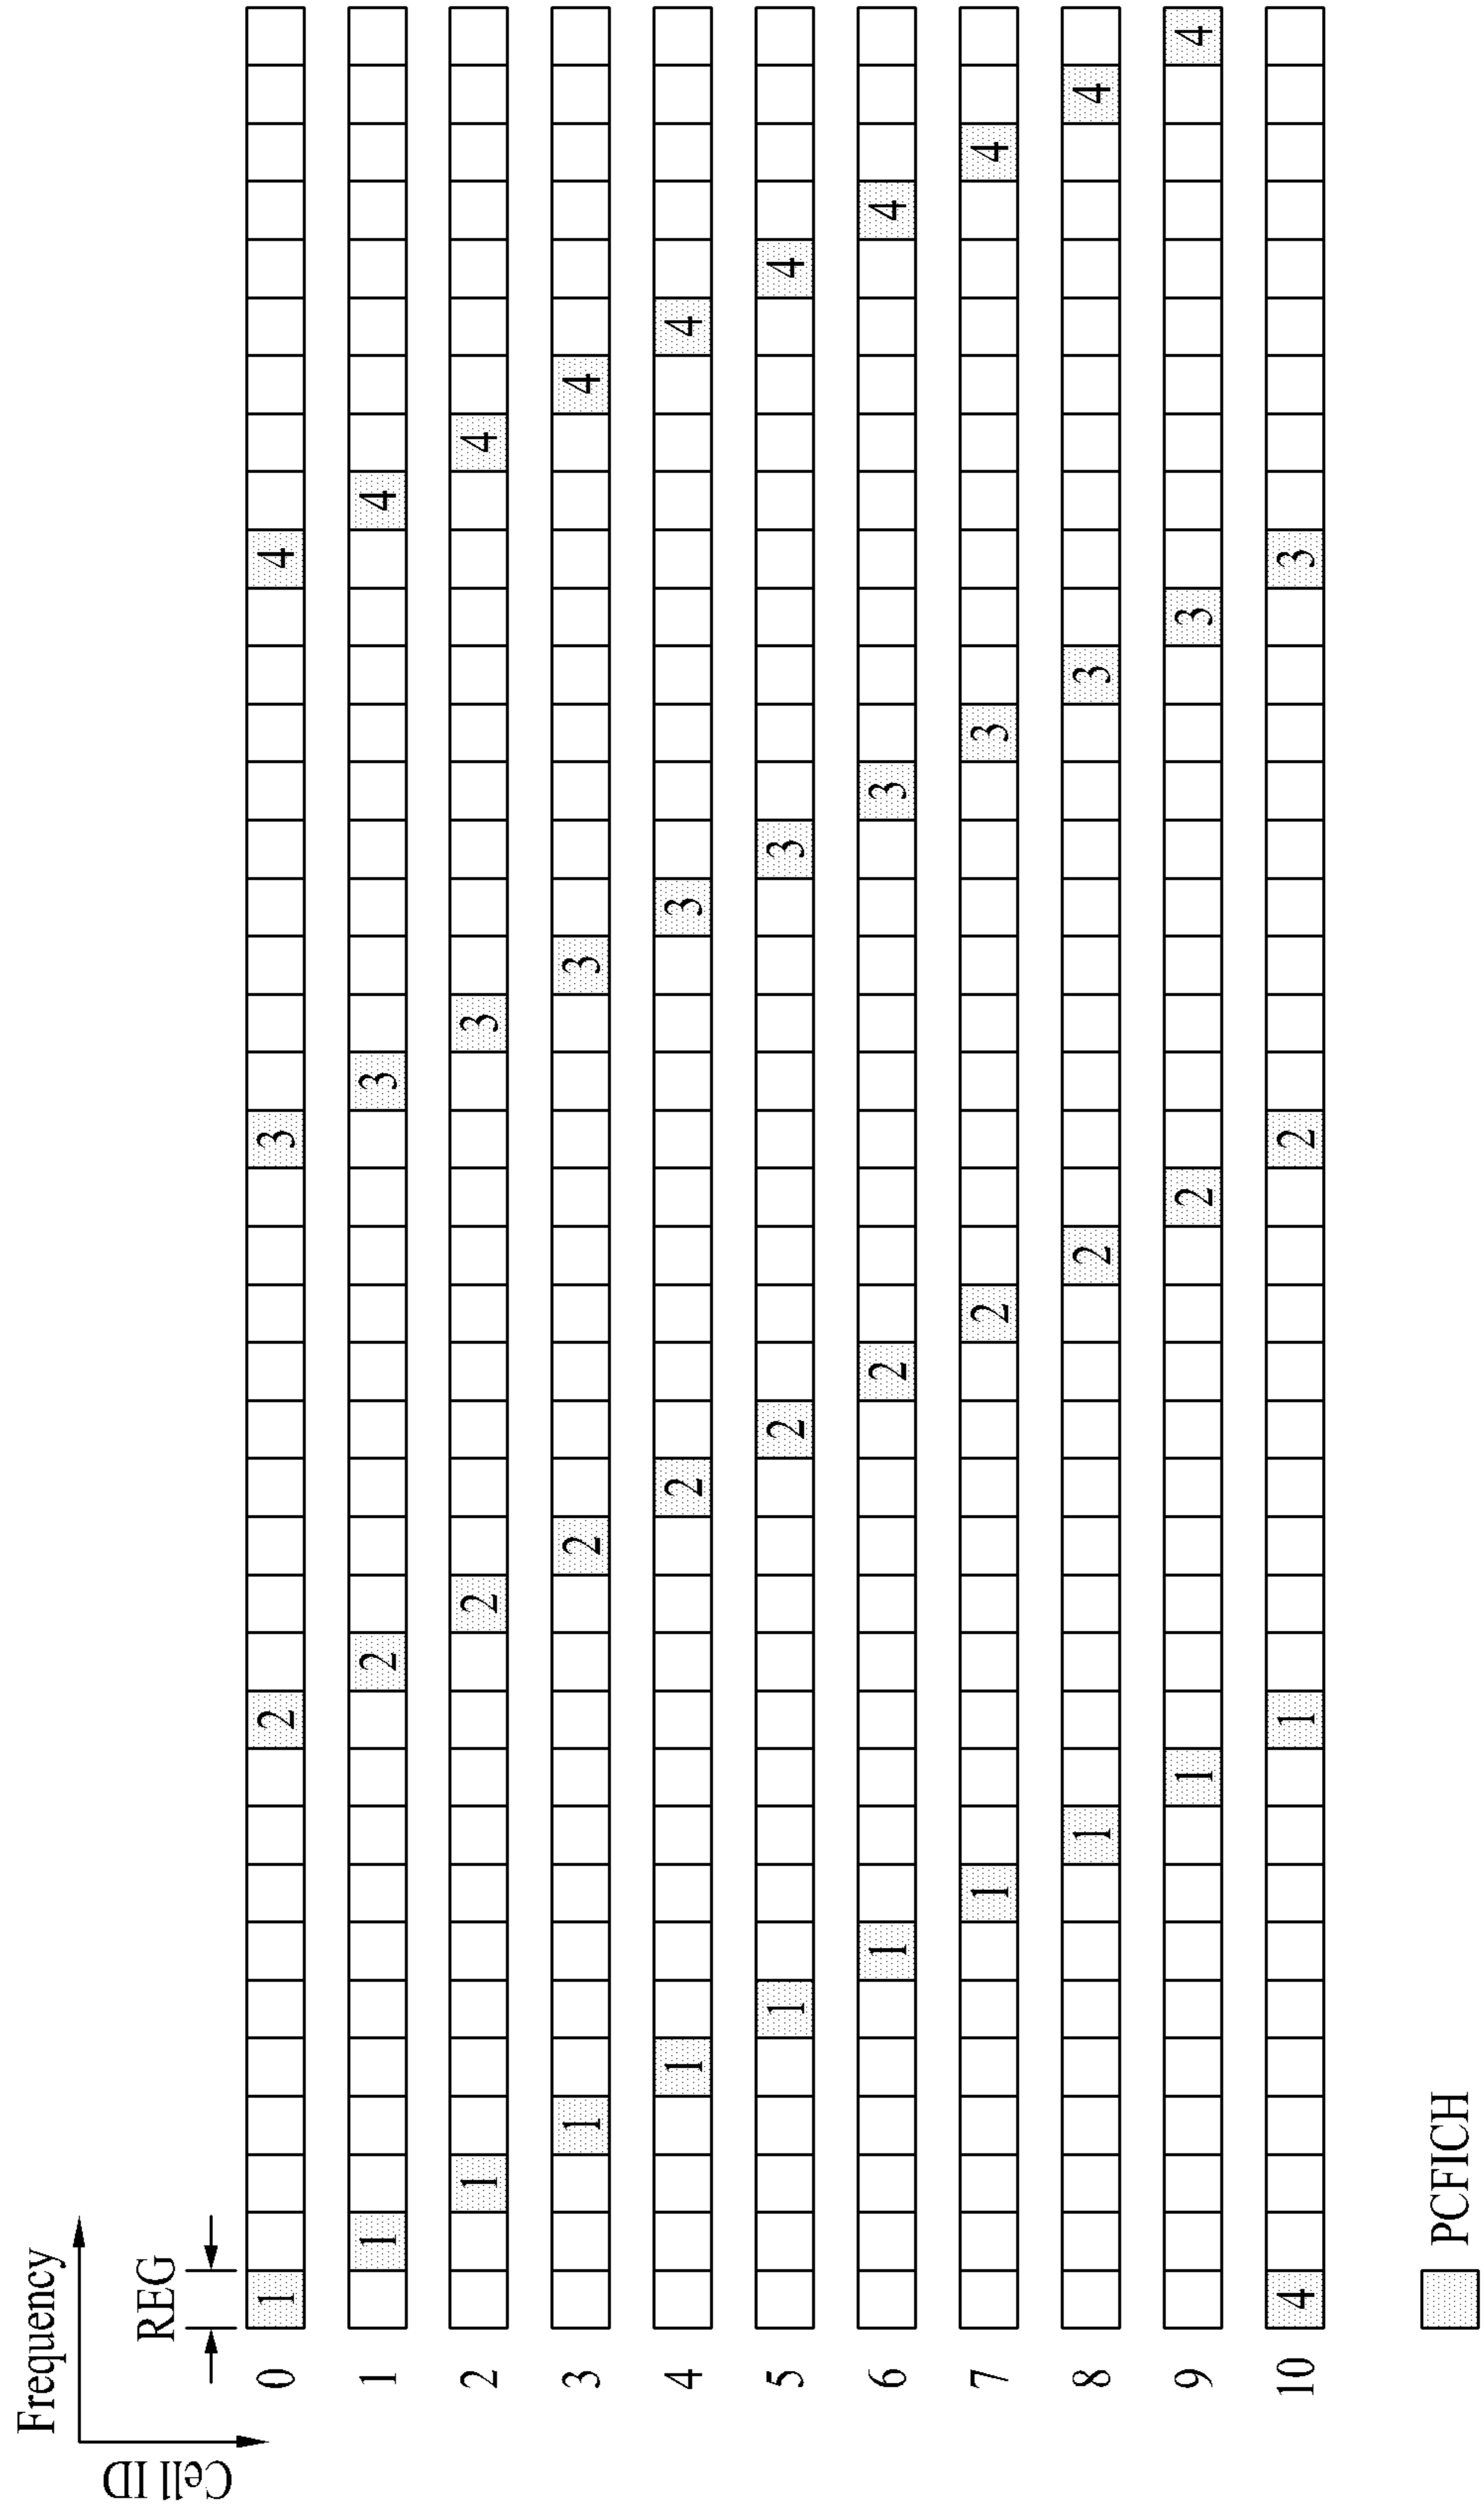 Frequency
Cell ID
REG
0 1 2 3 4
1 1 2 3 4
2 1 2 3 4
3 1 2 3 4
4 1 2 3 4
5 1 2 3 4
6 1 2 3 4
7 1 2 3 4
8 1 2 3 4
9 1 2 3 4
10 4 1 2 3
PCFICH